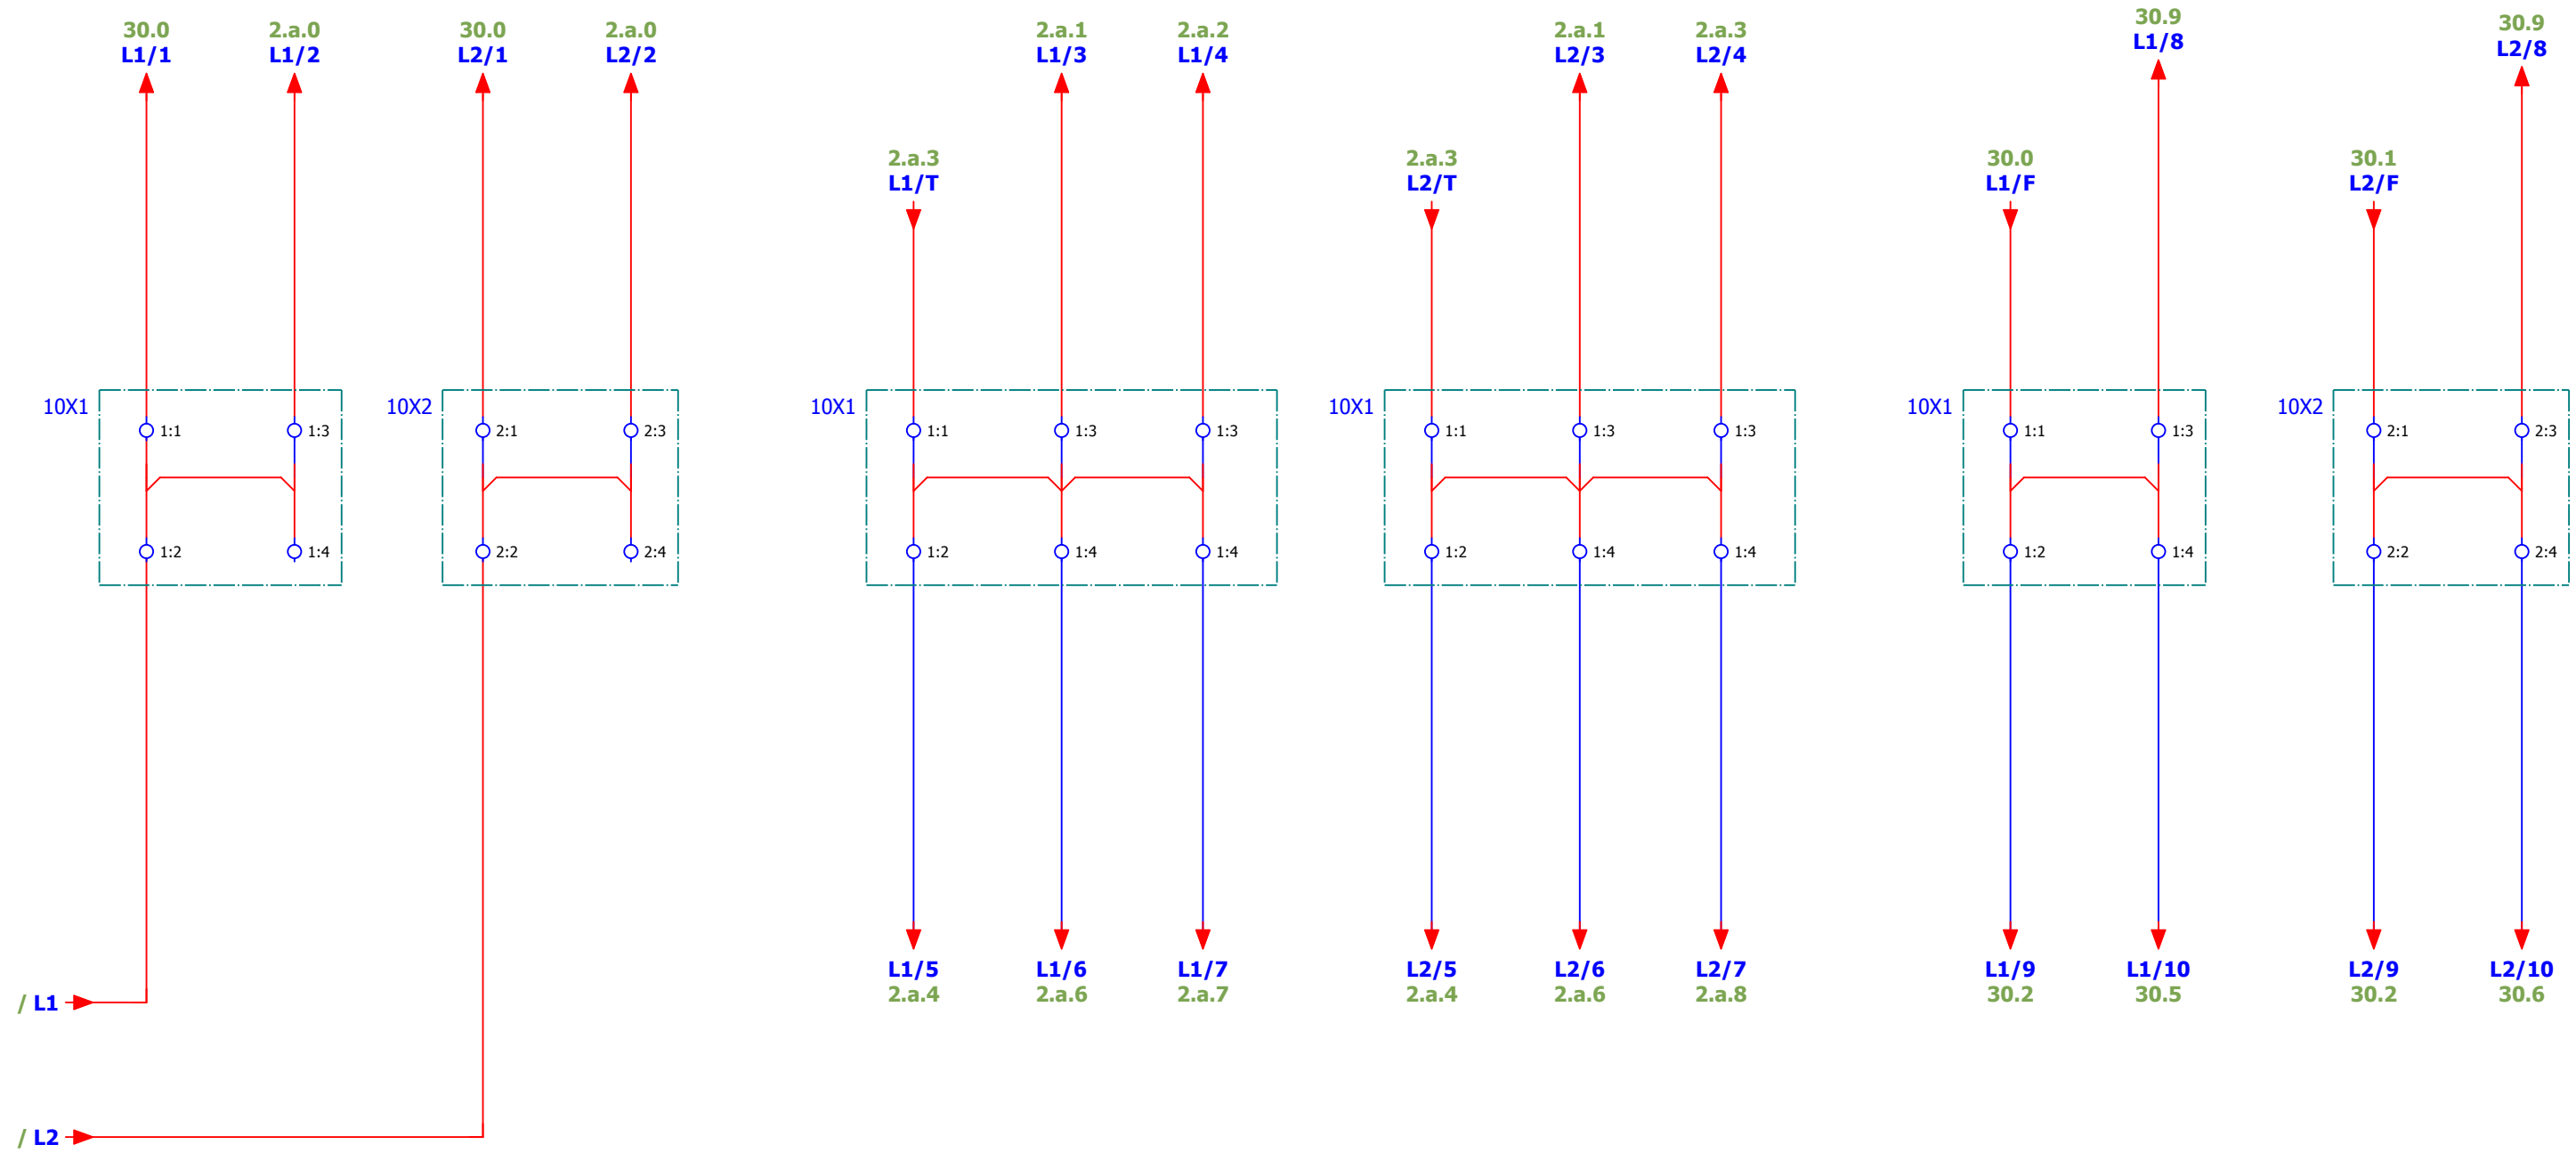 30.0 2.a.0 30.0 2.a.0 2.a.1 2.a.2 2.a.1 2.a.3 30.9 30.9
L1/1 L1/2 L2/1 L2/2 L1/3 L1/4 L2/3 L2/4 L1/8 L2/8
2.a.3 2.a.3 30.0 30.1
L1/T L2/T L1/F L2/F
10X1 10X2 10X1 10X1 10X1 10X2
1:1 1:3 2:1 2:3 1:1 1:3 1:3 1:1 1:3 1:3 1:1 1:3 2:1 2:3
1:2 1:4 2:2 2:4 1:2 1:4 1:4 1:2 1:4 1:4 1:2 1:4 2:2 2:4
L1/5 L1/6 L1/7 L2/5 L2/6 L2/7 L1/9 L1/10 L2/9 L2/10
2.a.4 2.a.6 2.a.7 2.a.4 2.a.6 2.a.8 30.2 30.5 30.2 30.6
/ L1
/ L2